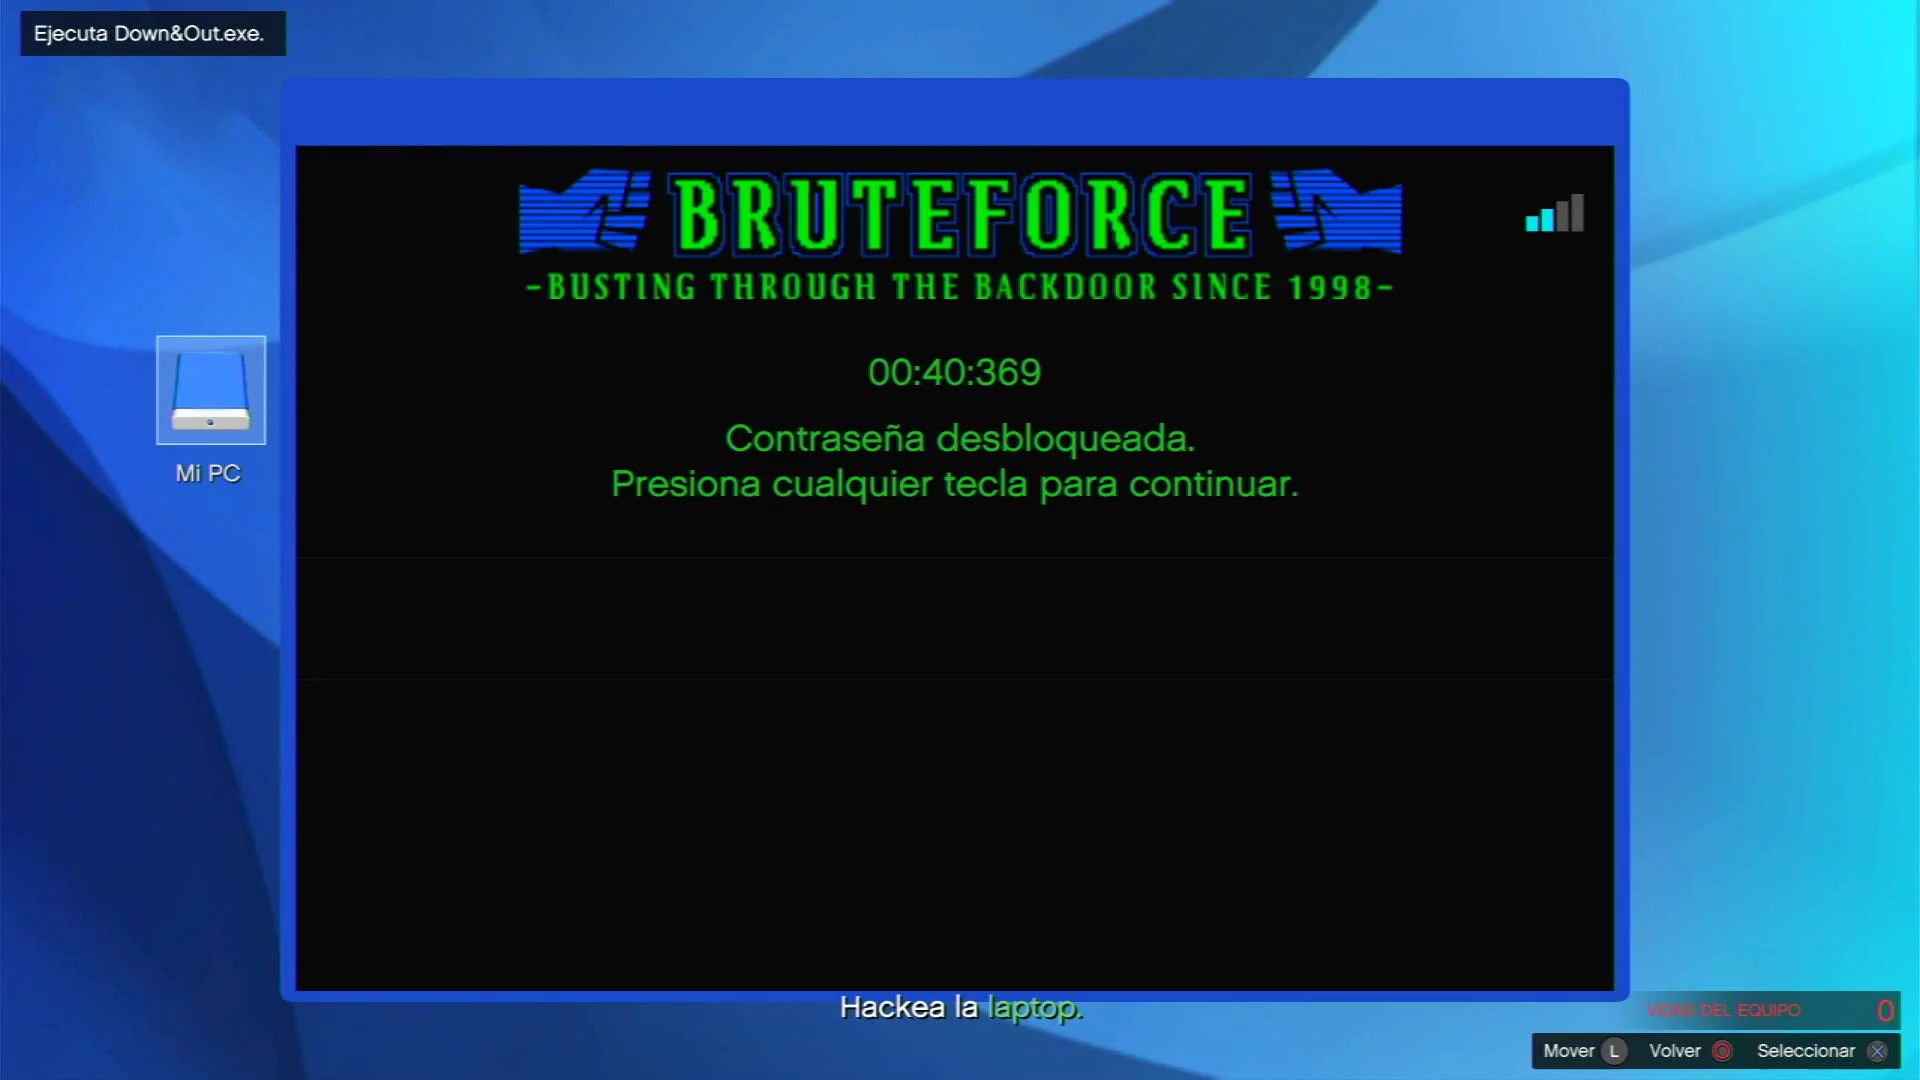 Ejecuta Down&Out.exe.
BRUTEFORCE
-BUSTING THROUGH THE BACKDOOR SINCE 1998-
00:40:369
Contraseña desbloqueada.
Presiona cualquier tecla para continuar.
Mi PC
Hackea la laptop.
VIDAS DEL EQUIPO 0
Mover L Volver Seleccionar